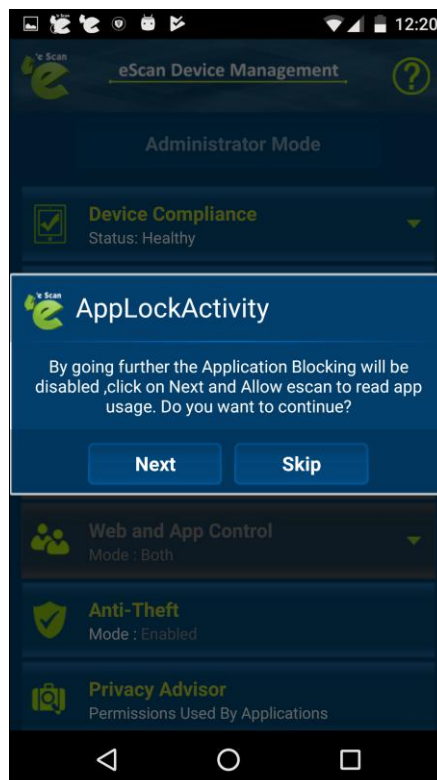 12:20
e Scan
eScan Device Management
?
Administrator Mode
Device Compliance
Status: Healthy
e Scan
AppLockActivity
By going further the Application Blocking will be
disabled ,click on Next and Allow escan to read app
usage. Do you want to continue?
Next Skip
Web and App Control
Mode : Both
Anti-Theft
Mode : Enabled
Privacy Advisor
Permissions Used By Applications